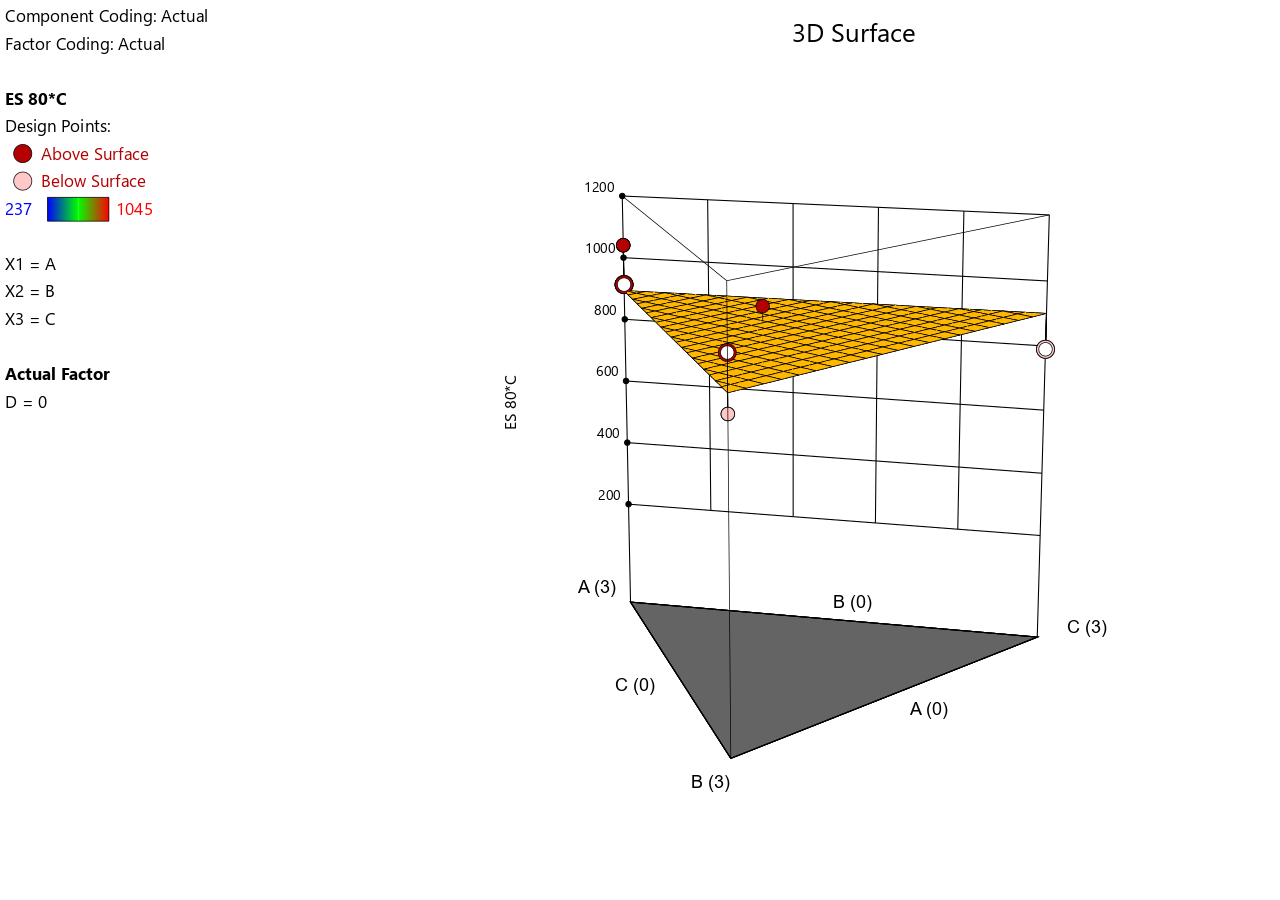 Component Coding: Actual
Factor Coding: Actual
3D Surface
ES 80*C
Design Points:
Above Surface
Below Surface
237 1045
X1 = A
X2 = B
X3 = C
Actual Factor
D = 0
1200
1000
800
600
400
200
ES 80*C
A (3)
B (0)
C (3)
C (0)
A (0)
B (3)